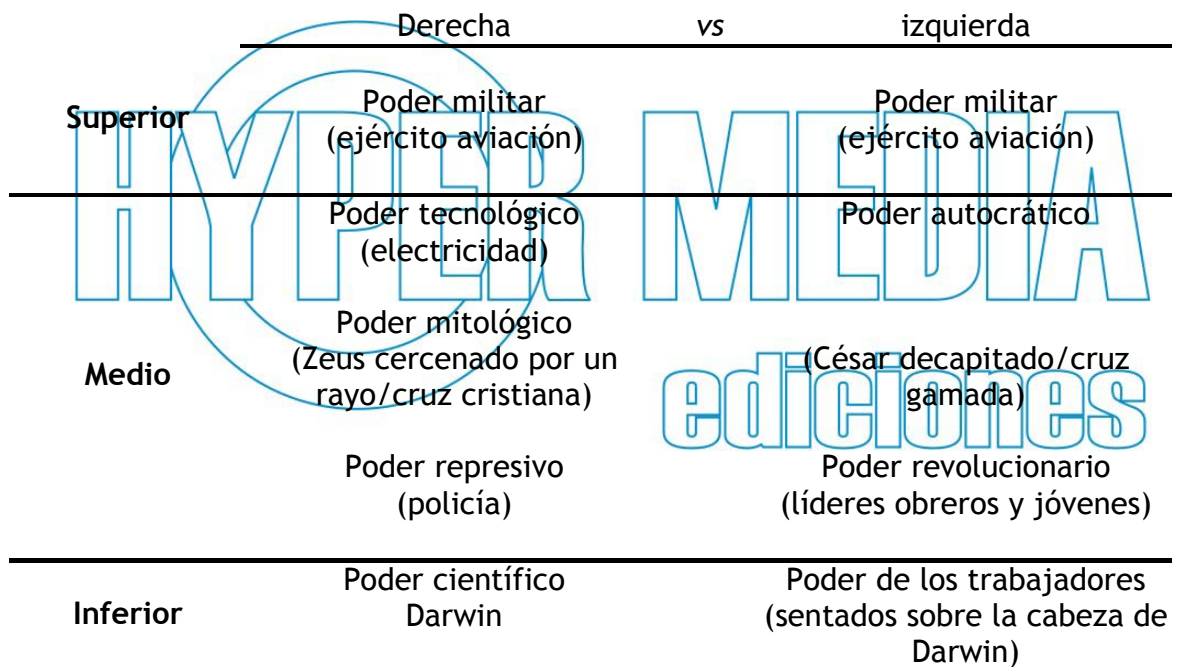 Derecha vs izquierda
Superior
Poder militar
(ejército aviación)
Poder militar
(ejército aviación)
HYPER MEDIA
ediciones
Medio
Poder tecnológico
(electricidad)
Poder autocrático
Poder mitológico
(Zeus cercenado por un
rayo/cruz cristiana)
(César decapitado/cruz
gamada)
Poder represivo
(policía)
Poder revolucionario
(líderes obreros y jóvenes)
Inferior
Poder científico
Darwin
Poder de los trabajadores
(sentados sobre la cabeza de
Darwin)